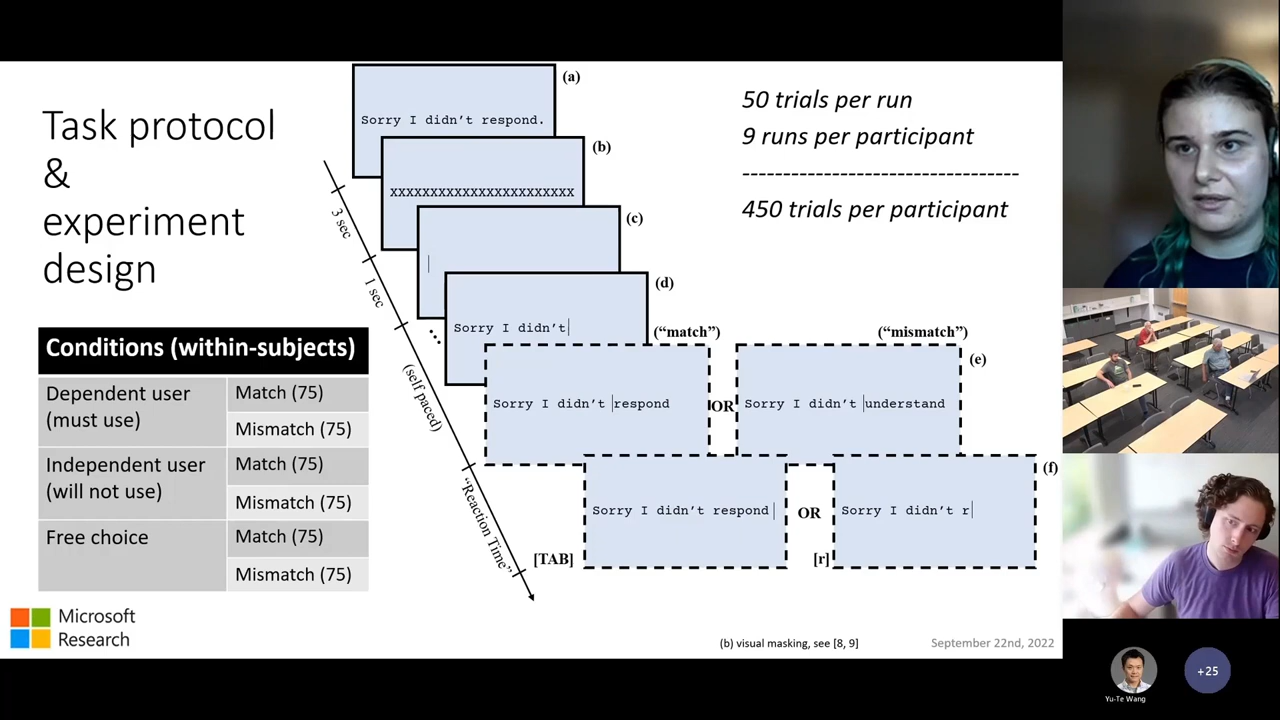 Task protocol
&
experiment
design
(a)
Sorry I didn't respond.
(b)
XXXXXXXXXXXXXXXXXXXXXXX
(c)
|
(d)
Sorry I didn't|
3 sec
1 sec
(self paced)
"Reaction Time"
("match")
("mismatch")
(e)
Sorry I didn't |respond
OR
Sorry I didn't |understand
(f)
Sorry I didn't respond |
OR
Sorry I didn't r|
[TAB]
[r]
50 trials per run
9 runs per participant
----------------------------------
450 trials per participant
Conditions (within-subjects)
Dependent user
(must use)
Match (75)
Mismatch (75)
Independent user
(will not use)
Match (75)
Mismatch (75)
Free choice
Match (75)
Mismatch (75)
Microsoft
Research
(b) visual masking, see [8, 9]
September 22nd, 2022
Yu-Te Wang
+25